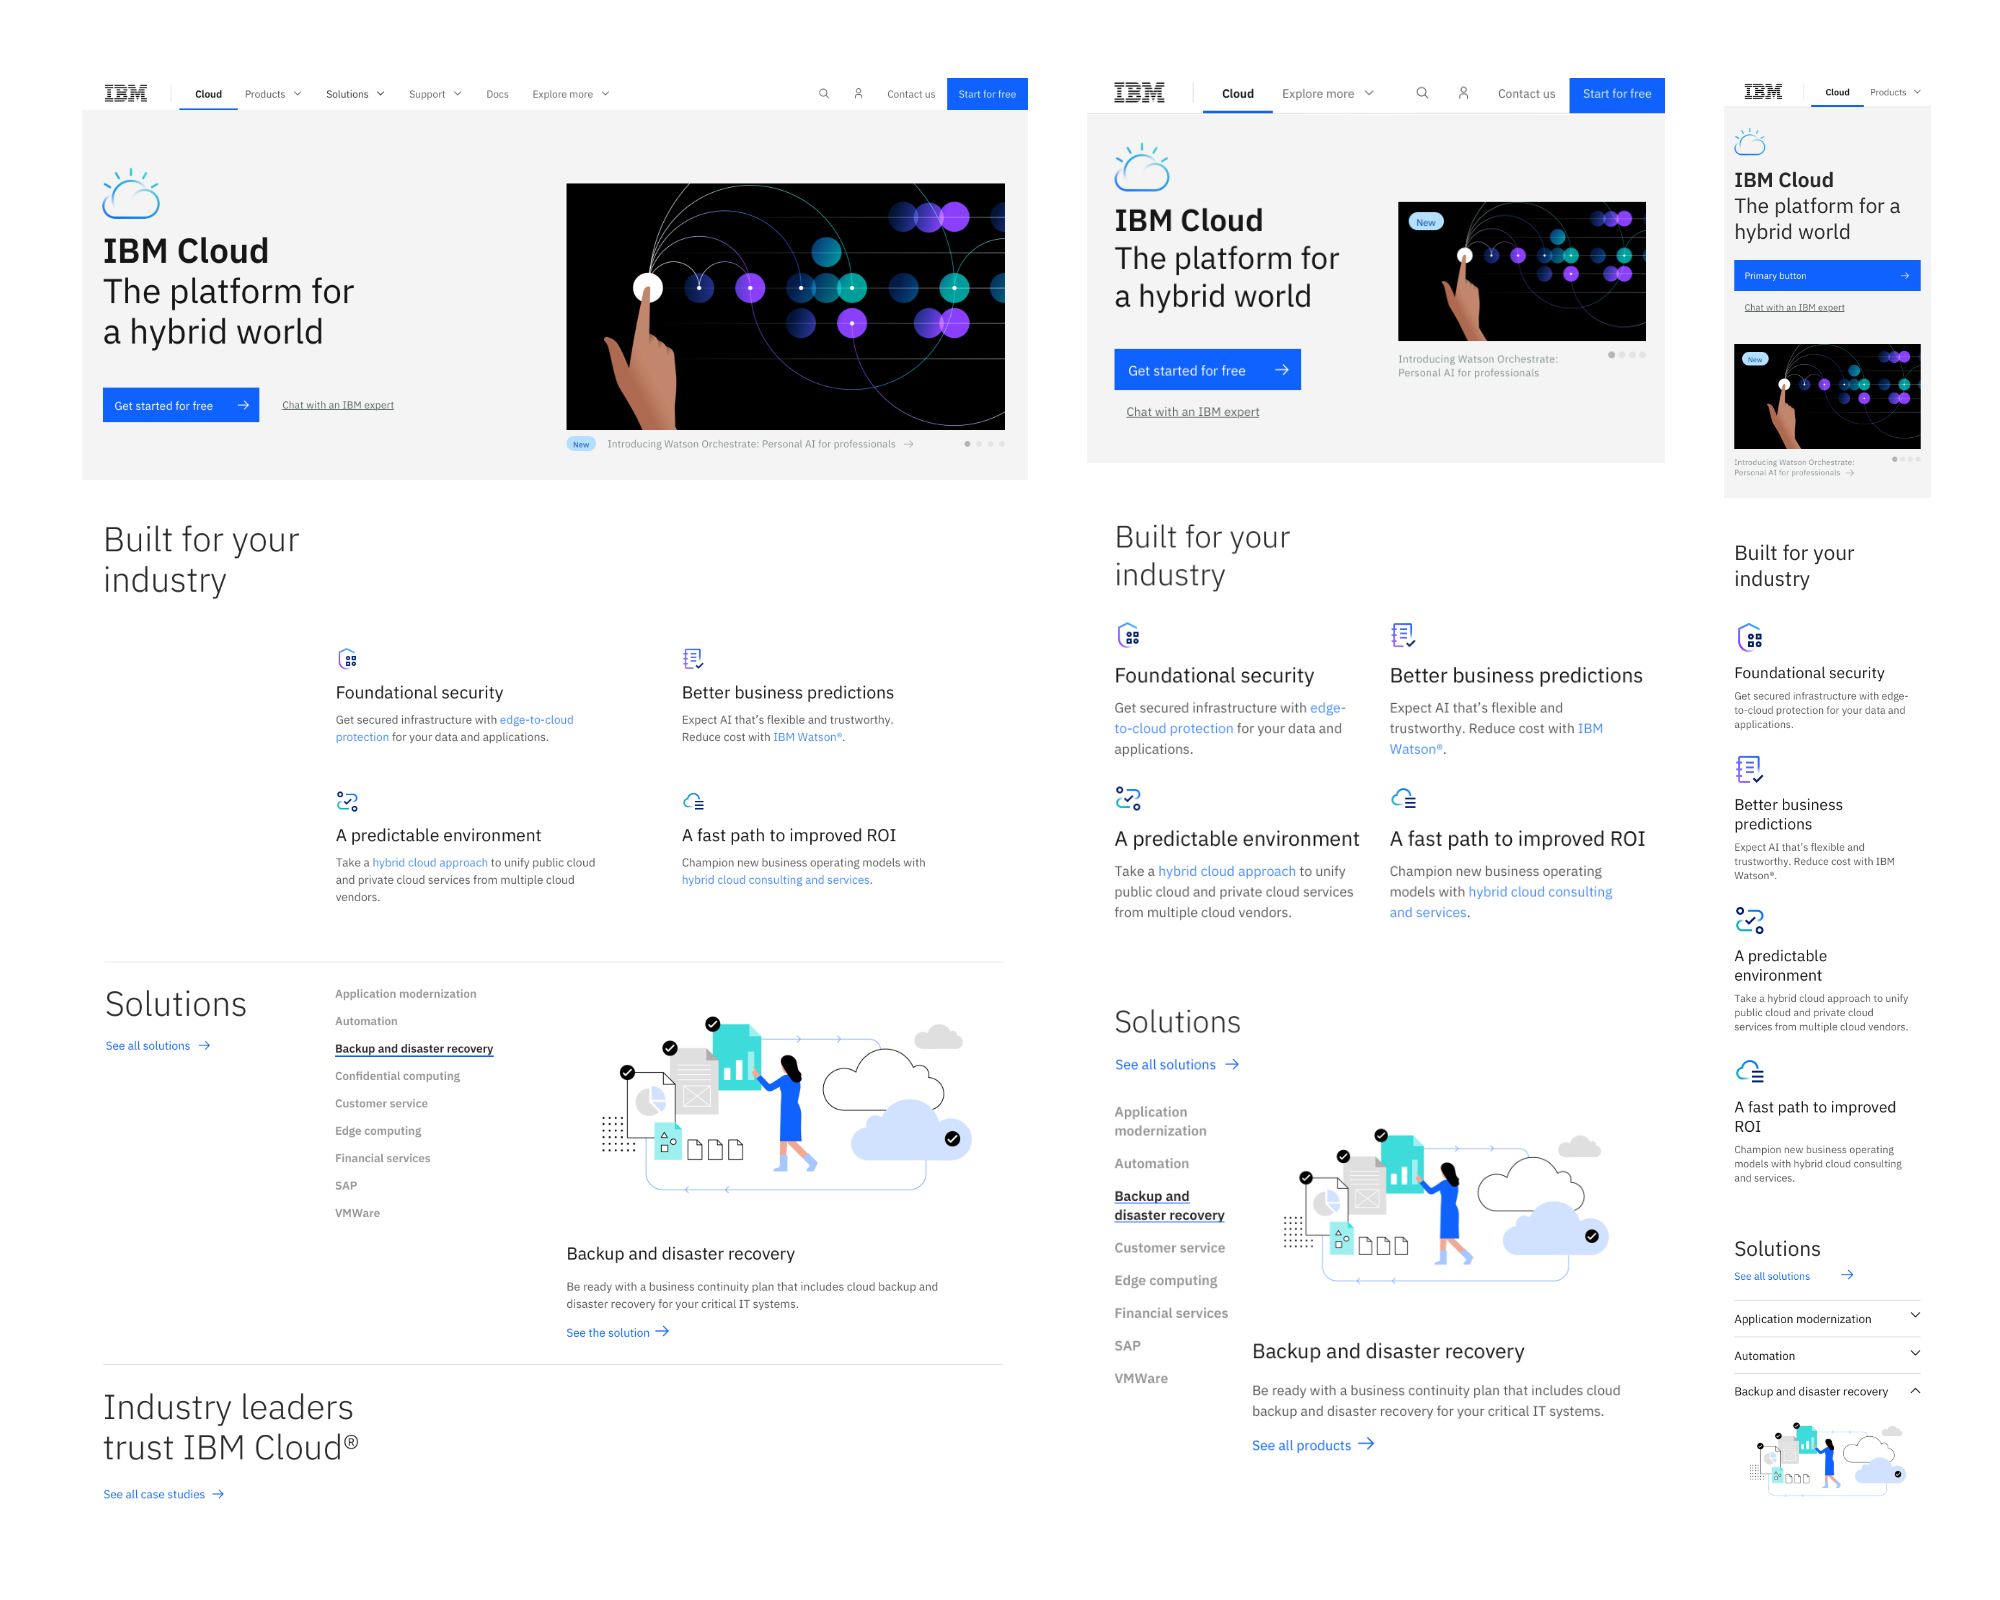 IBM
Cloud
Products
Solutions
Support
Docs
Explore more
Contact us
Start for free
IBM Cloud
The platform for
a hybrid world
Get started for free
Chat with an IBM expert
New
Introducing Watson Orchestrate: Personal AI for professionals
Built for your
industry
Foundational security
Get secured infrastructure with edge-to-cloud
protection for your data and applications.
Better business predictions
Expect AI that’s flexible and trustworthy.
Reduce cost with IBM Watson®.
A predictable environment
Take a hybrid cloud approach to unify public cloud
and private cloud services from multiple cloud
vendors.
A fast path to improved ROI
Champion new business operating models with
hybrid cloud consulting and services.
Solutions
See all solutions
Application modernization
Automation
Backup and disaster recovery
Confidential computing
Customer service
Edge computing
Financial services
SAP
VMWare
Backup and disaster recovery
Be ready with a business continuity plan that includes cloud backup and
disaster recovery for your critical IT systems.
See the solution
Industry leaders
trust IBM Cloud®
See all case studies
IBM
Cloud
Explore more
Contact us
Start for free
IBM Cloud
The platform for
a hybrid world
Get started for free
Chat with an IBM expert
New
Introducing Watson Orchestrate:
Personal AI for professionals
Built for your
industry
Foundational security
Get secured infrastructure with edge-
to-cloud protection for your data and
applications.
Better business predictions
Expect AI that’s flexible and
trustworthy. Reduce cost with IBM
Watson®.
A predictable environment
Take a hybrid cloud approach to unify
public cloud and private cloud services
from multiple cloud vendors.
A fast path to improved ROI
Champion new business operating
models with hybrid cloud consulting
and services.
Solutions
See all solutions
Application
modernization
Automation
Backup and
disaster recovery
Customer service
Edge computing
Financial services
SAP
VMWare
Backup and disaster recovery
Be ready with a business continuity plan that includes cloud
backup and disaster recovery for your critical IT systems.
See all products
IBM
Cloud
Products
IBM Cloud
The platform for a
hybrid world
Primary button
Chat with an IBM expert
New
Introducing Watson Orchestrate:
Personal AI for professionals
Built for your
industry
Foundational security
Get secured infrastructure with edge-
to-cloud protection for your data and
applications.
Better business
predictions
Expect AI that’s flexible and
trustworthy. Reduce cost with IBM
Watson®.
A predictable
environment
Take a hybrid cloud approach to unify
public cloud and private cloud
services from multiple cloud vendors.
A fast path to improved
ROI
Champion new business operating
models with hybrid cloud consulting
and services.
Solutions
See all solutions
Application modernization
Automation
Backup and disaster recovery